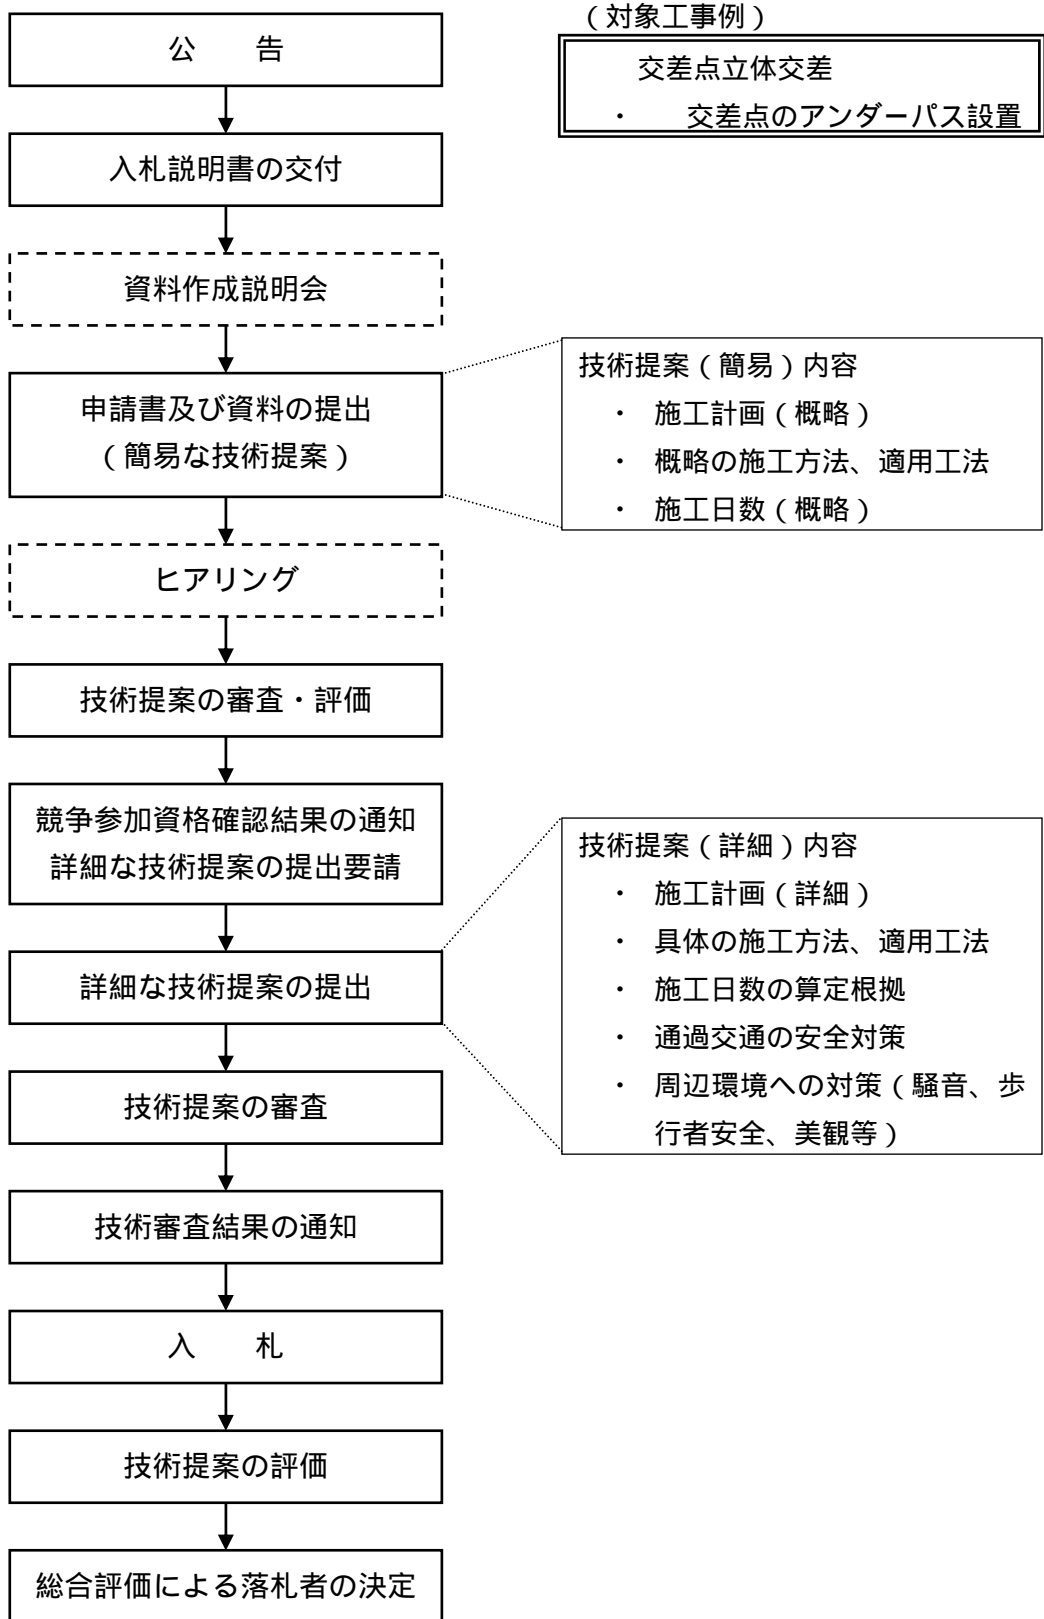 （対象工事例）
交差点立体交差
・　交差点のアンダーパス設置
公　　告
入札説明書の交付
資料作成説明会
申請書及び資料の提出
（簡易な技術提案）
技術提案（簡易）内容
・ 施工計画（概略）
・ 概略の施工方法、適用工法
・ 施工日数（概略）
ヒアリング
技術提案の審査・評価
競争参加資格確認結果の通知
詳細な技術提案の提出要請
詳細な技術提案の提出
技術提案（詳細）内容
・ 施工計画（詳細）
・ 具体の施工方法、適用工法
・ 施工日数の算定根拠
・ 通過交通の安全対策
・ 周辺環境への対策（騒音、歩
行者安全、美観等）
技術提案の審査
技術審査結果の通知
入　　札
技術提案の評価
総合評価による落札者の決定